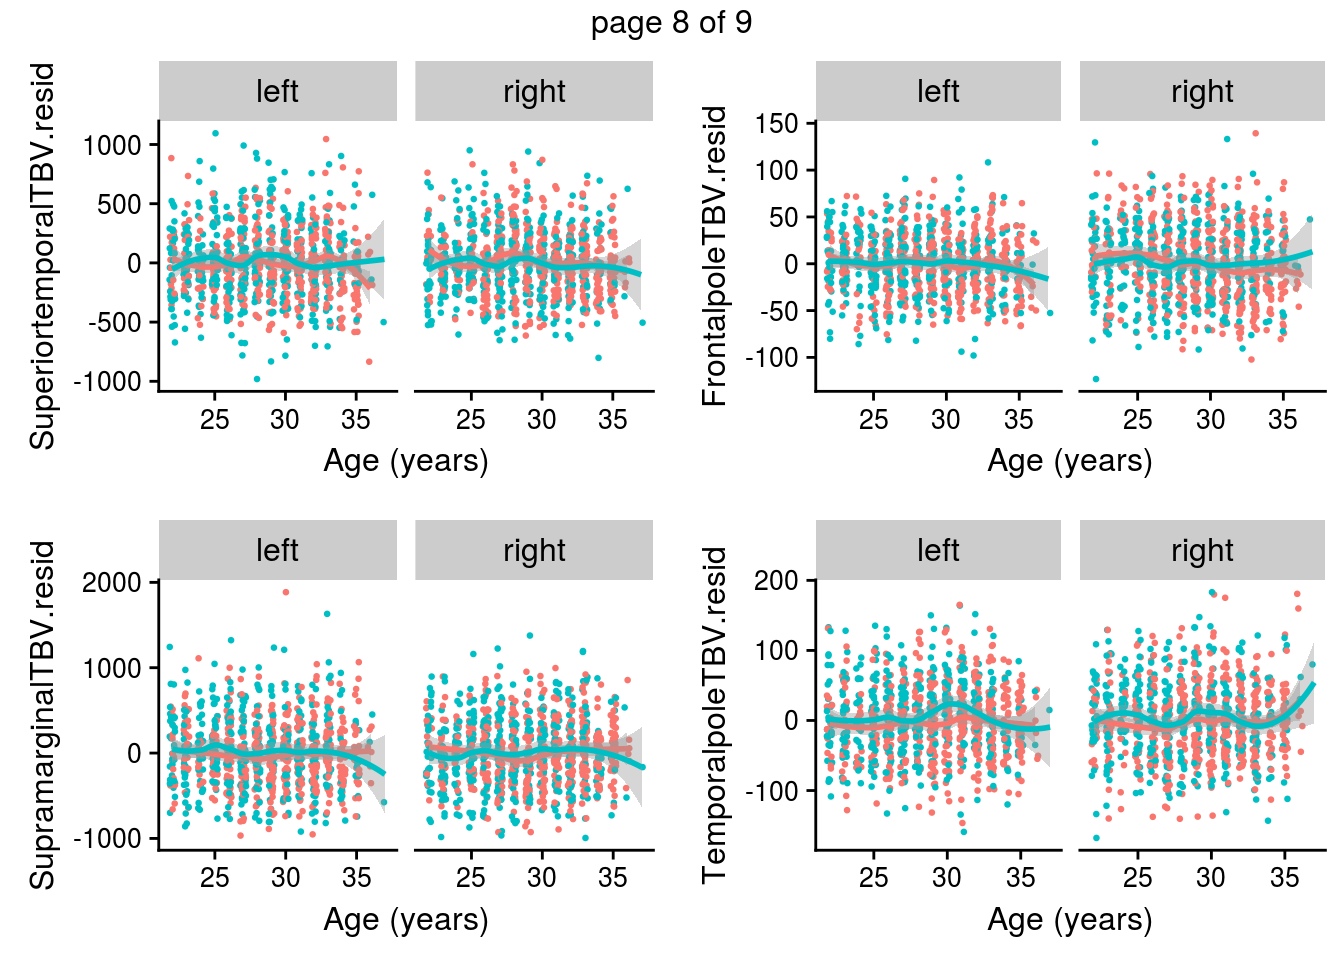 page 8 of 9
SuperiortemporalTBV.resid
left
right
1000
500
0
-500
-1000
25 30 35
25 30 35
Age (years)
FrontalpoleTBV.resid
left
right
150
100
50
0
-50
-100
25 30 35
25 30 35
Age (years)
SupramarginalTBV.resid
left
right
2000
1000
0
-1000
25 30 35
25 30 35
Age (years)
TemporalpoleTBV.resid
left
right
200
100
0
-100
25 30 35
25 30 35
Age (years)